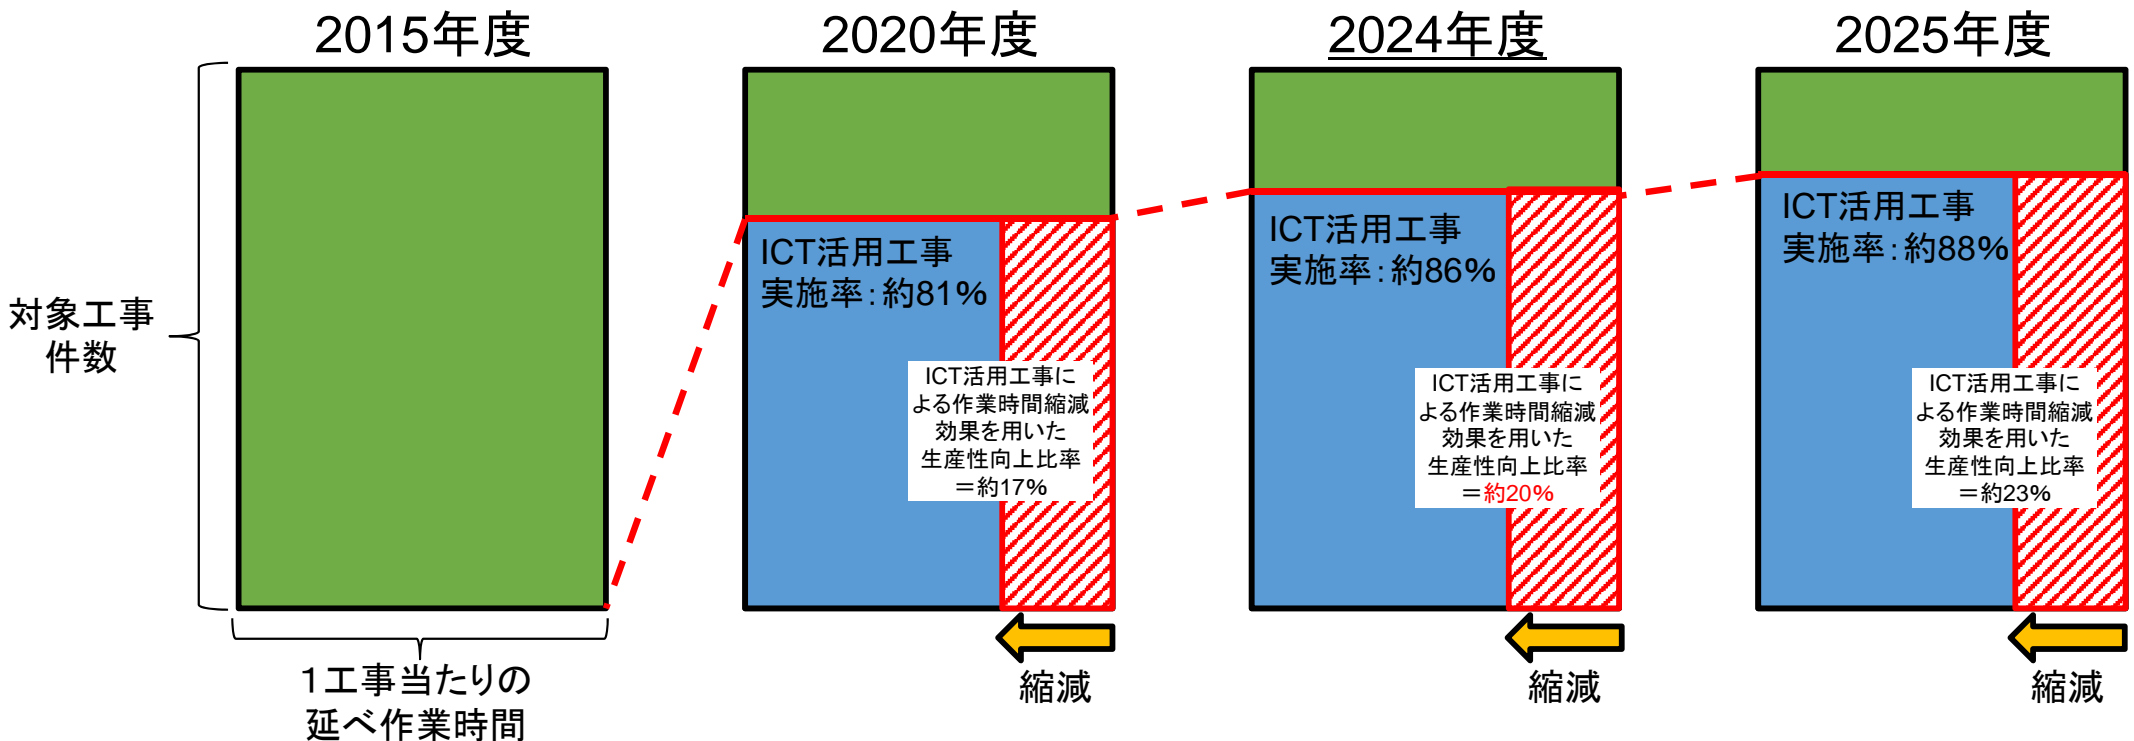 2015年度
2020年度
2024年度
2025年度
対象工事
件数
1工事当たりの
延べ作業時間
ICT活用工事
実施率：約81%
ICT活用工事に
よる作業時間縮減
効果を用いた
生産性向上比率
＝約17%
縮減
ICT活用工事
実施率：約86%
ICT活用工事に
よる作業時間縮減
効果を用いた
生産性向上比率
＝約20%
縮減
ICT活用工事
実施率：約88%
ICT活用工事に
よる作業時間縮減
効果を用いた
生産性向上比率
＝約23%
縮減